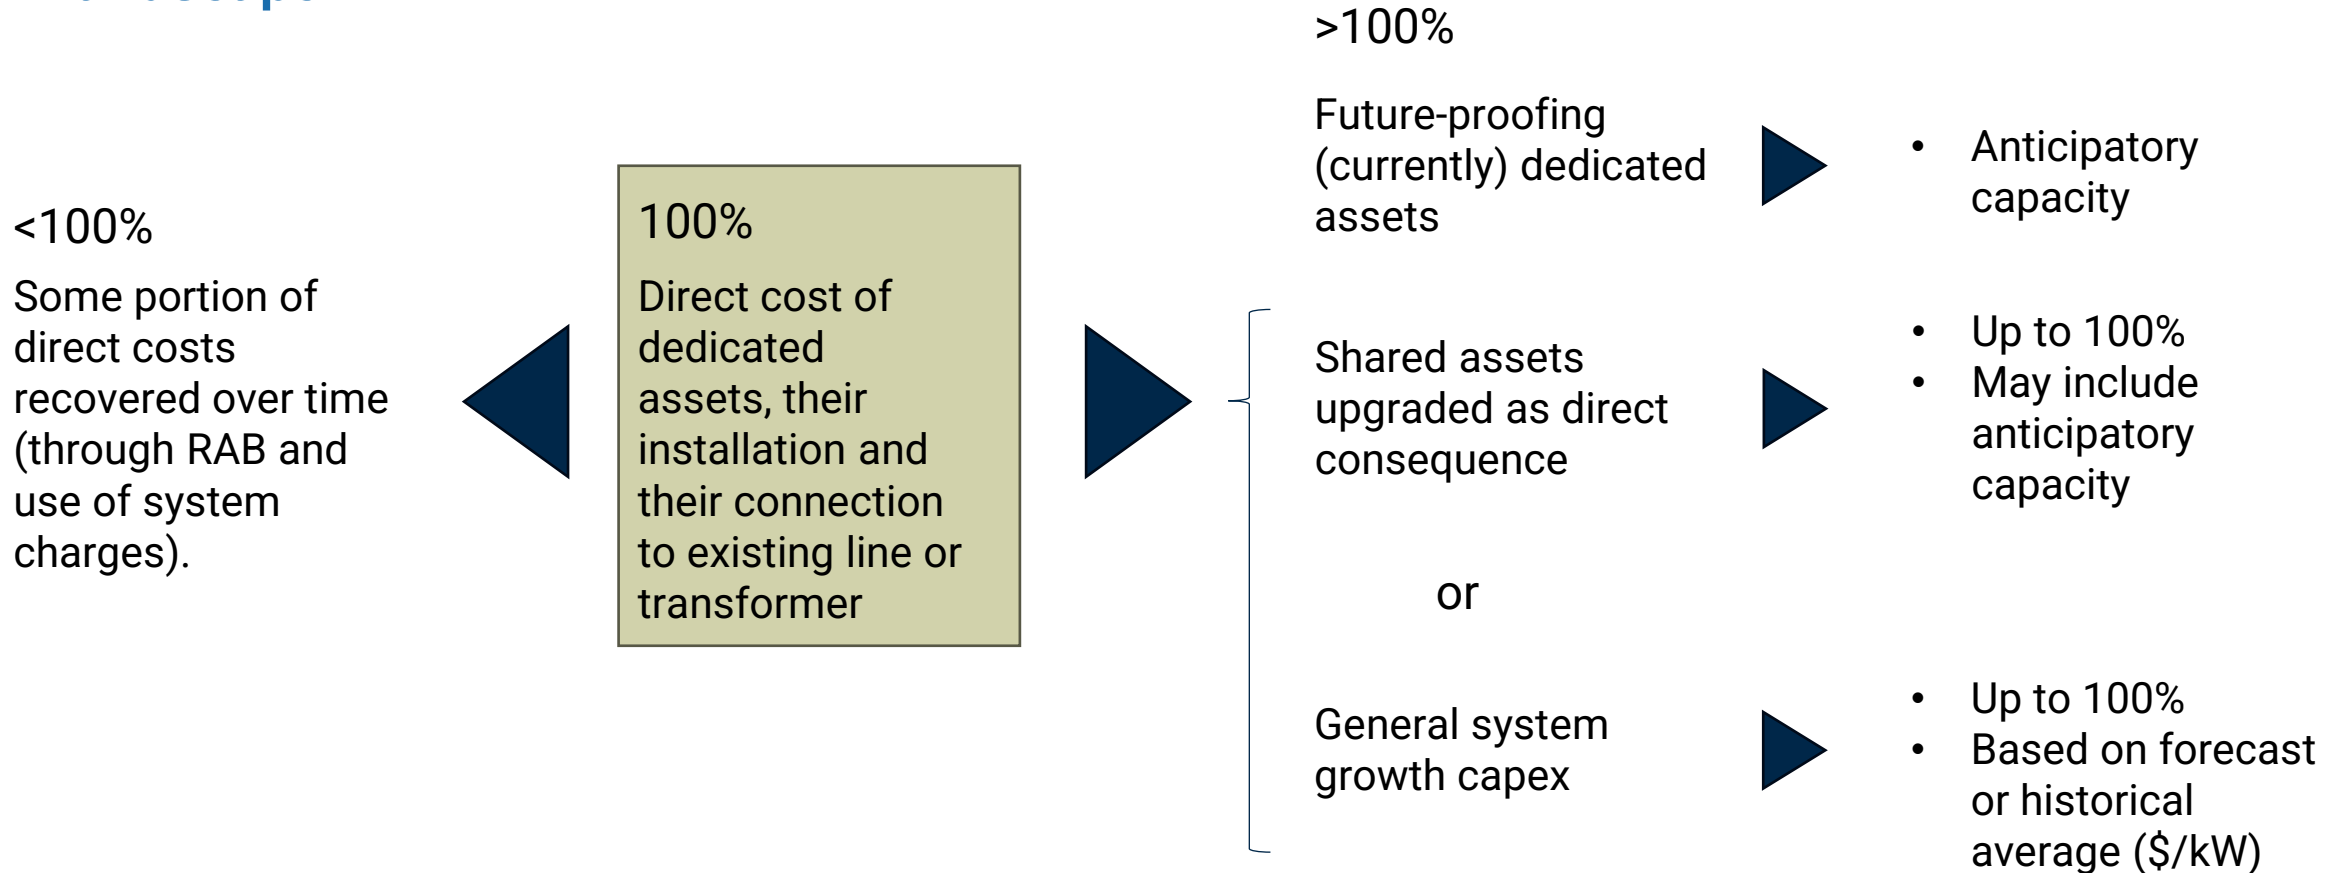 <100%
Some portion of
direct costs
recovered over time
(through RAB and
use of system
charges).
100%
Direct cost of
dedicated
assets, their
installation and
their connection
to existing line or
transformer
>100%
Future-proofing
(currently) dedicated
assets
• Anticipatory
capacity
Shared assets
upgraded as direct
consequence
• Up to 100%
• May include
anticipatory
capacity
or
General system
growth capex
• Up to 100%
• Based on forecast
or historical
average ($/kW)